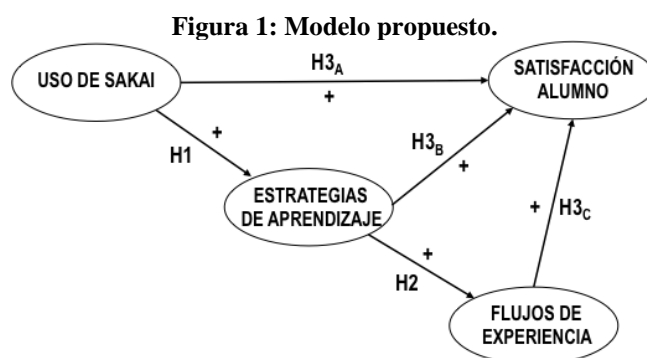 Figura 1: Modelo propuesto.
USO DE SAKAI
H3A
+
SATISFACCIÓN
ALUMNO
+
H1
H3B
+
ESTRATEGIAS
DE APRENDIZAJE
+
H3C
+
H2
FLUJOS DE
EXPERIENCIA